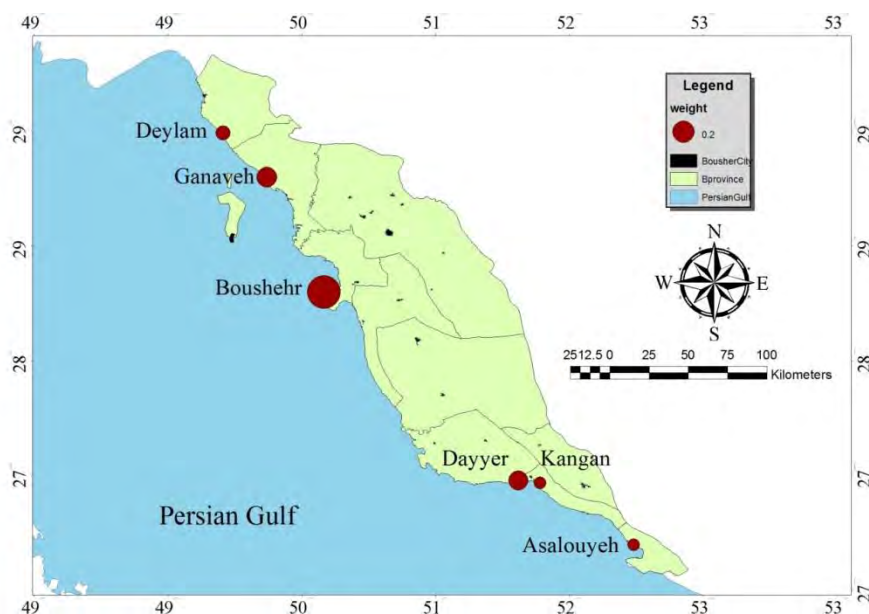 49 49 50 51 52 53 53
Legend
weight
0.2
BousherCity
Bprovince
PersianGulf
29
29
Deylam
Ganaveh
29
29
N
W E
S
Boushehr
28
28
2512.5 0 25 50 75 100
Kilometers
Dayyer Kangan
27
27
Persian Gulf
Asalouyeh
27
27
49 49 50 51 52 53 53